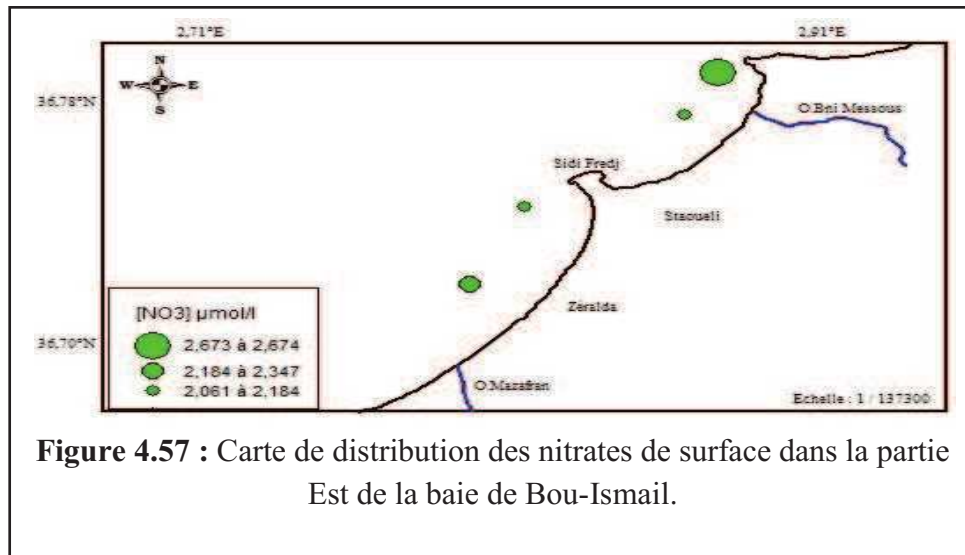 2,71°E 2,91°E
N
W E
S
36,78°N
O.Bni Messous
Sidi Fredj
Staoueli
Zeralda
36,70°N
O.Mazafran
[NO3] µmol/l
2,673 à 2,674
2,184 à 2,347
2,061 à 2,184
Echelle : 1 / 137300
Figure 4.57 : Carte de distribution des nitrates de surface dans la partie
Est de la baie de Bou-Ismail.